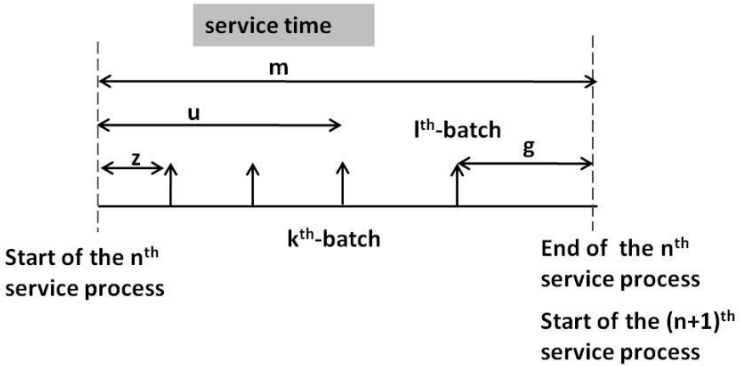 service time
m
u
lᵗʰ-batch
g
z
kᵗʰ-batch
Start of the nᵗʰ
service process
End of the nᵗʰ
service process
Start of the (n+1)ᵗʰ
service process